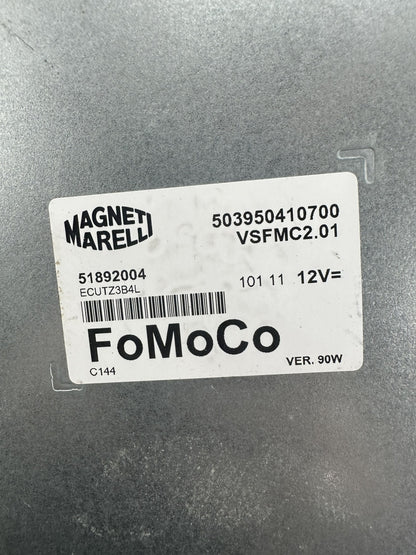 MAGNETI
MARELLI
503950410700
VSFMC2.01
51892004
ECUTZ3B4L
101 11 12V=
FoMoCo
C144
VER. 90W